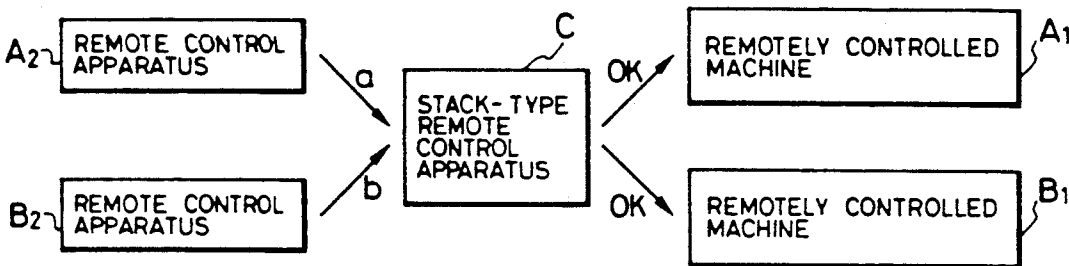 A2
REMOTE CONTROL
APPARATUS
a
C
STACK-TYPE
REMOTE
CONTROL
APPARATUS
OK
REMOTELY CONTROLLED
MACHINE
A1
B2
REMOTE CONTROL
APPARATUS
b
OK
REMOTELY CONTROLLED
MACHINE
B1